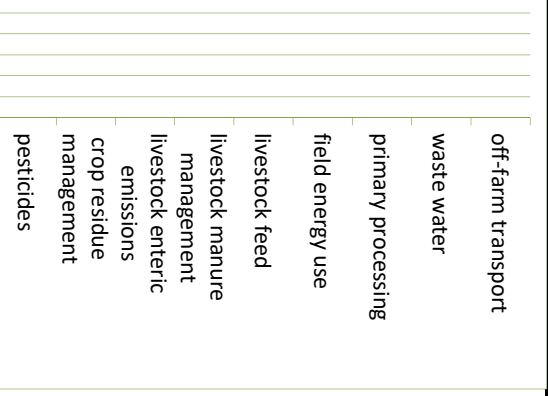 pesticides
crop residue
management
livestock enteric
emissions
livestock manure
management
livestock feed
field energy use
primary processing
waste water
off-farm transport